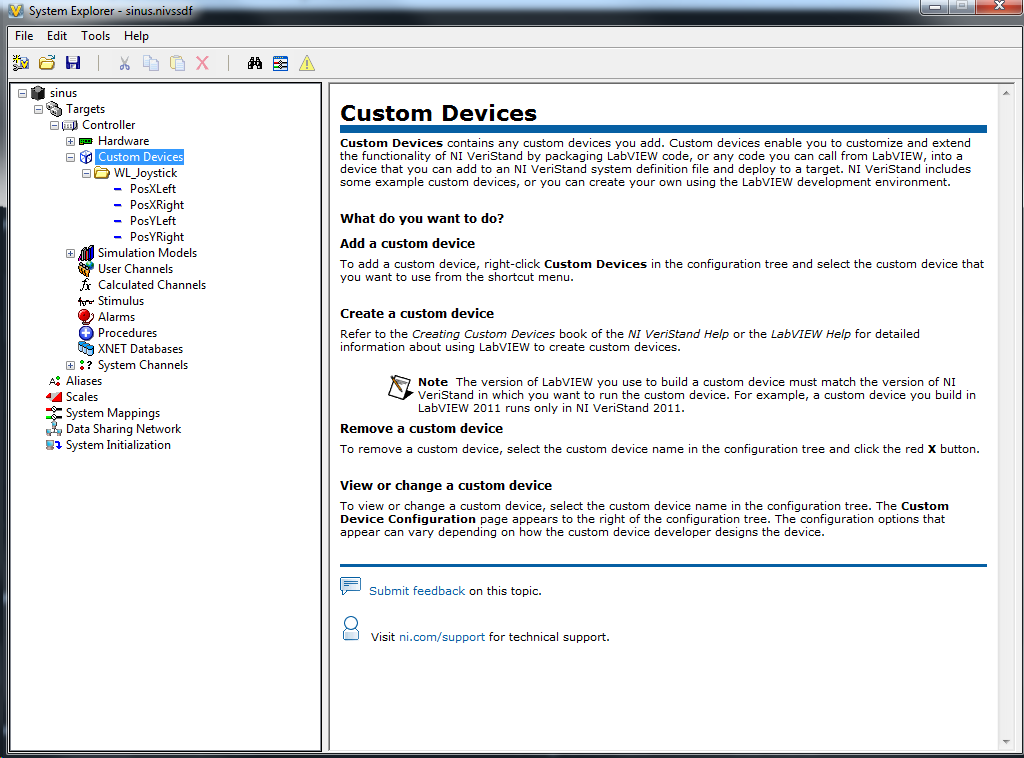 System Explorer - sinus.nivssdf
File Edit Tools Help
sinus
Targets
Controller
Hardware
Custom Devices
WL_Joystick
PosXLeft
PosXRight
PosYLeft
PosYRight
Simulation Models
User Channels
Calculated Channels
Stimulus
Alarms
Procedures
XNET Databases
System Channels
Aliases
Scales
System Mappings
Data Sharing Network
System Initialization
Custom Devices
Custom Devices contains any custom devices you add. Custom devices enable you to customize and extend
the functionality of NI VeriStand by packaging LabVIEW code, or any code you can call from LabVIEW, into a
device that you can add to an NI VeriStand system definition file and deploy to a target. NI VeriStand includes
some example custom devices, or you can create your own using the LabVIEW development environment.
What do you want to do?
Add a custom device
To add a custom device, right-click Custom Devices in the configuration tree and select the custom device that
you want to use from the shortcut menu.
Create a custom device
Refer to the Creating Custom Devices book of the NI VeriStand Help or the LabVIEW Help for detailed
information about using LabVIEW to create custom devices.
Note The version of LabVIEW you use to build a custom device must match the version of NI
VeriStand in which you want to run the custom device. For example, a custom device you build in
LabVIEW 2011 runs only in NI VeriStand 2011.
Remove a custom device
To remove a custom device, select the custom device name in the configuration tree and click the red X button.
View or change a custom device
To view or change a custom device, select the custom device name in the configuration tree. The Custom
Device Configuration page appears to the right of the configuration tree. The configuration options that
appear can vary depending on how the custom device developer designs the device.
Submit feedback on this topic.
Visit ni.com/support for technical support.